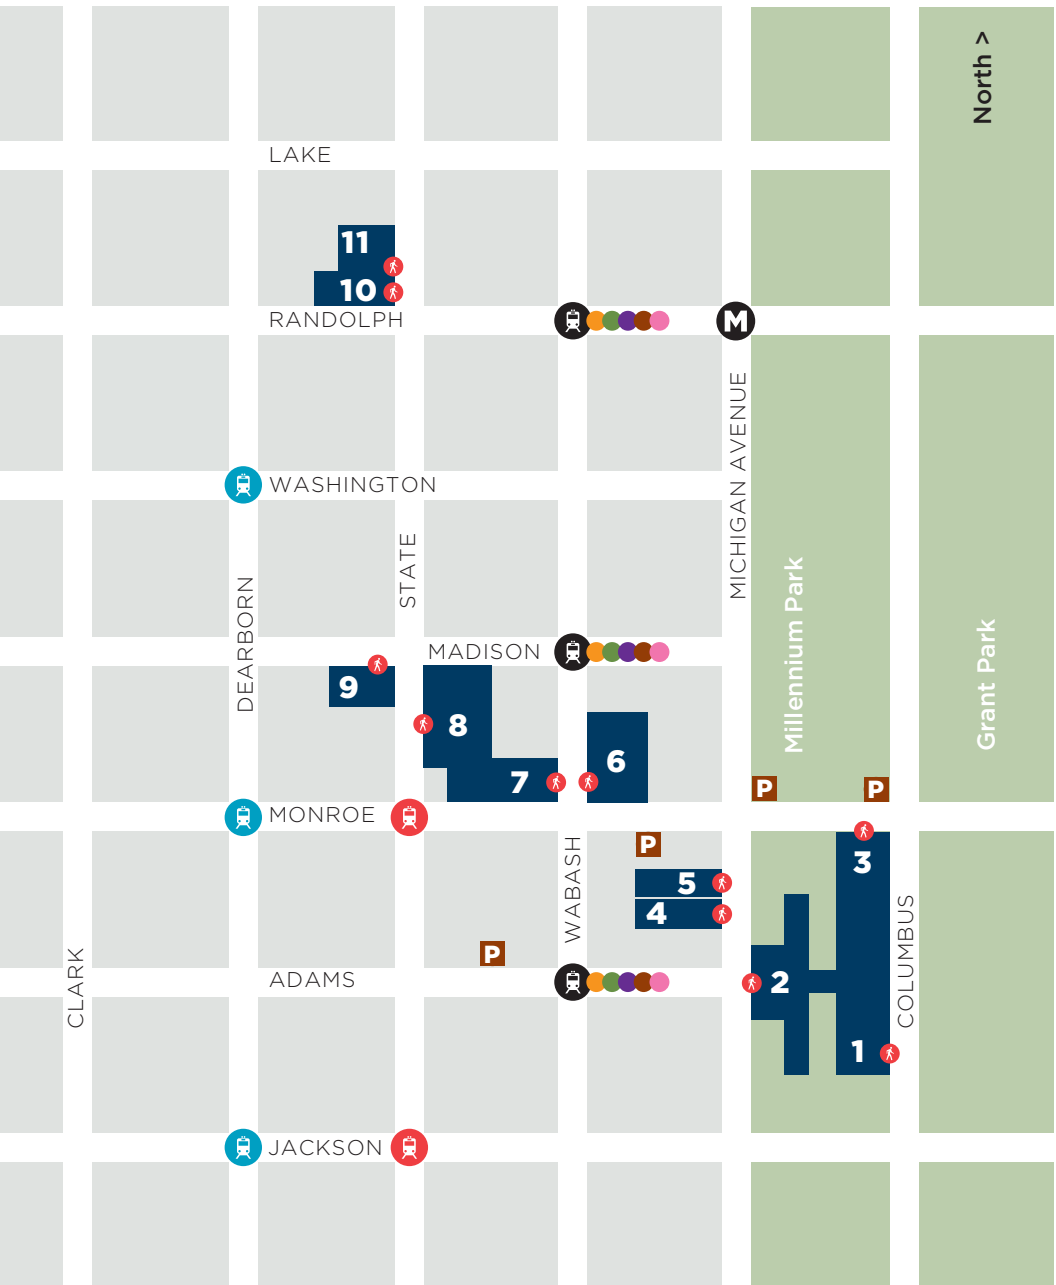 North >
LAKE
11
10
RANDOLPH
M
MICHIGAN AVENUE
WASHINGTON
STATE
DEARBORN
MADISON
Millennium Park
Grant Park
9
8
7
6
P
P
MONROE
WABASH
P
5
4
3
P
CLARK
ADAMS
2
COLUMBUS
1
JACKSON